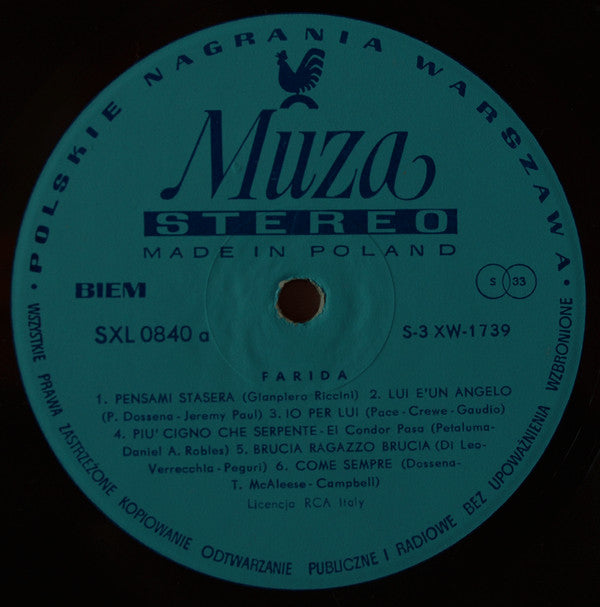 POLSKIE NAGRANIA WARSZAWA
Muza
STEREO
MADE IN POLAND
BIEM
S 33
SXL 0840 a
S-3 XW-1739
FARIDA
1. PENSAMI STASERA (Gianpiero Riccini) 2. LUI E'UN ANGELO
(P. Dossena - Jeremy Paul) 3. IO PER LUI (Pace - Crewe - Gaudio)
4. PIU' CIGNO CHE SERPENTE - El Condor Pasa (Petaluma-
Daniel A. Robles) 5. BRUCIA RAGAZZO BRUCIA (Di Leo-
Verrecchia - Peguri) 6. COME SEMPRE (Dossena-
T. McAleese - Campbell)
Licencja RCA Italy
WSZYSTKIE PRAWA ZASTRZEŻONE KOPIOWANIE ODTWARZANIE PUBLICZNE I RADIOWE BEZ UPOWAŻNIENIA WZBRONIONE